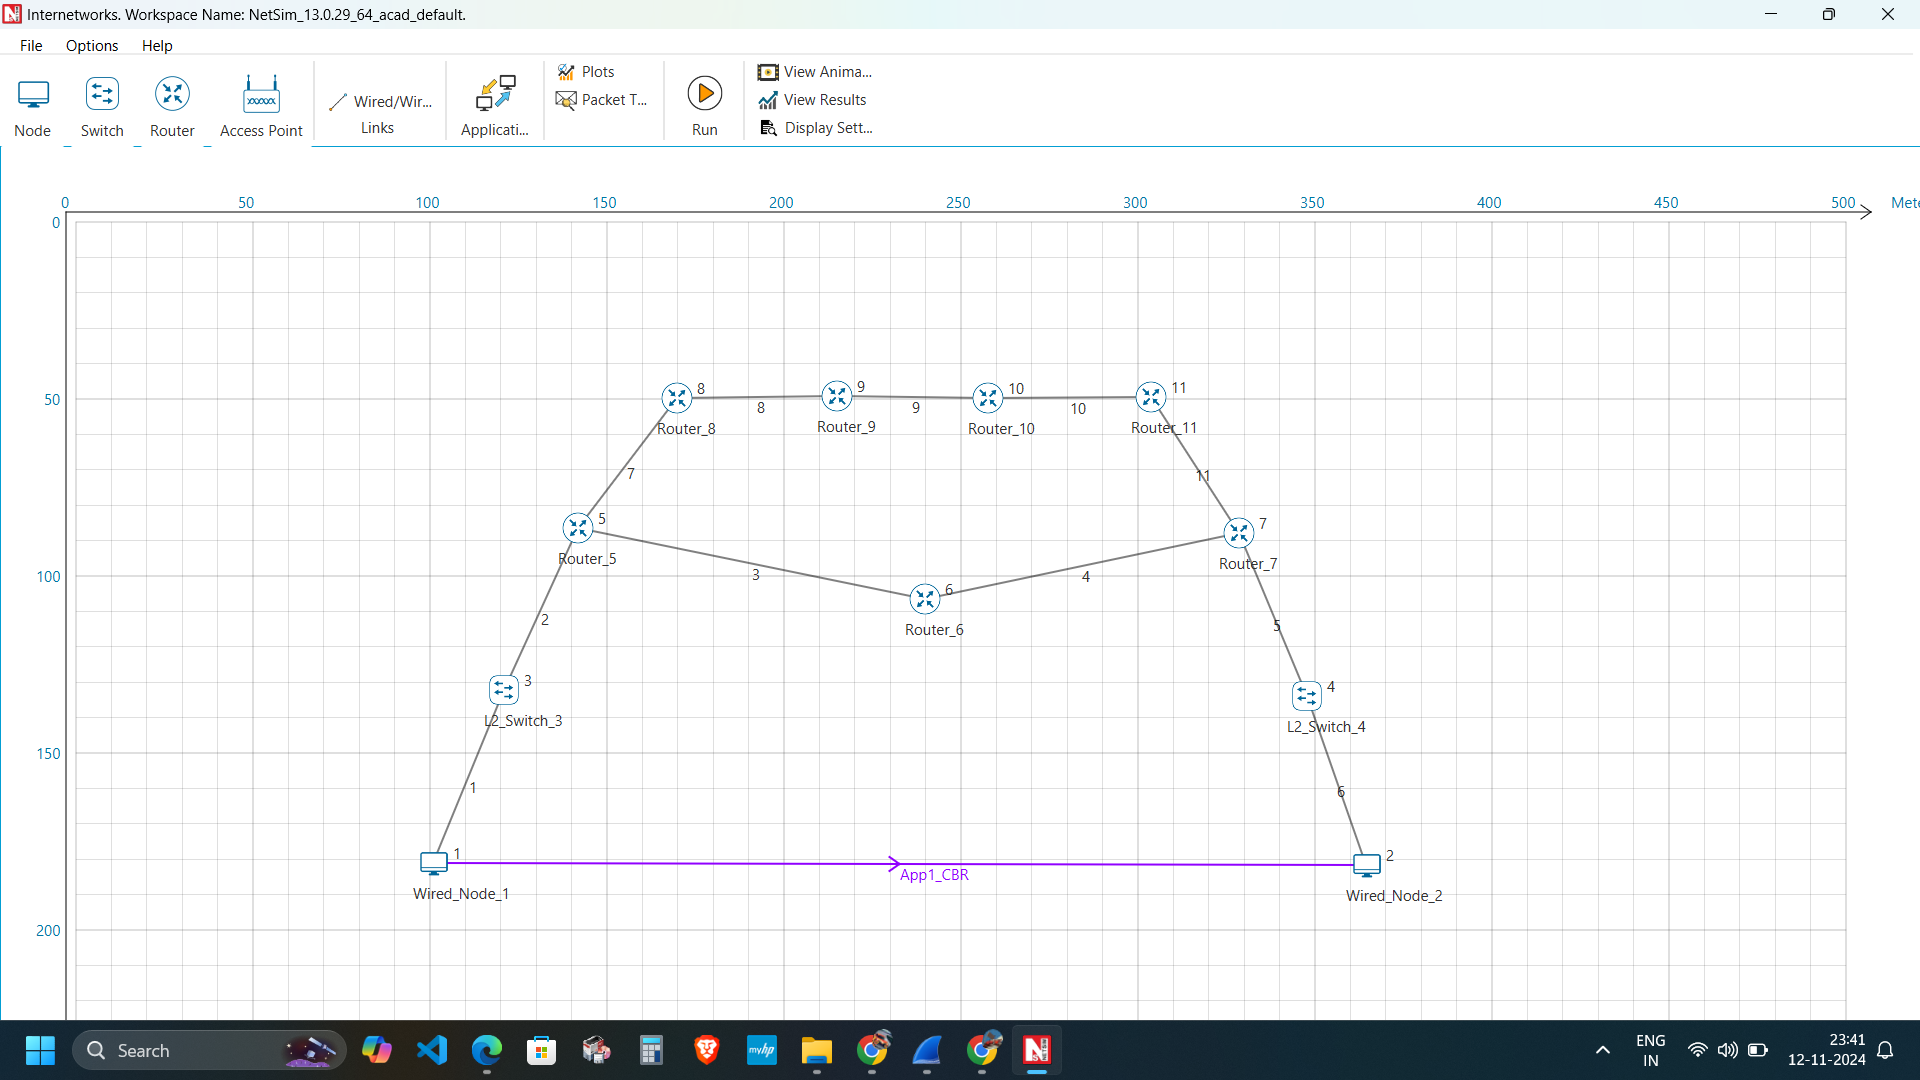 Internetworks. Workspace Name: NetSim_13.0.29_64_acad_default.
File Options Help
Node
Switch
Router
Access Point
Wired/Wir...
Links
Applicati...
Plots
Packet T...
Run
View Anima...
View Results
Display Sett...
0 50 100 150 200 250 300 350 400 450 500 Mete
0
50
100
150
200
8
Router_8
8
9
Router_9
9
10
Router_10
10
11
Router_11
7
11
5
Router_5
7
Router_7
3
4
6
Router_6
2
5
3
L2_Switch_3
4
L2_Switch_4
1
6
1
Wired_Node_1
App1_CBR
2
Wired_Node_2
Search
myhp
ENG
IN
23:41
12-11-2024